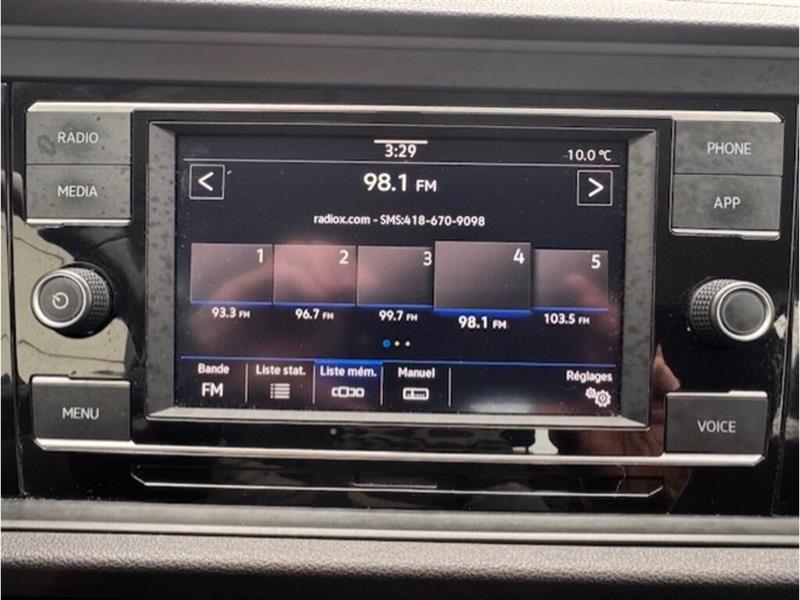 RADIO
MEDIA
MENU
3:29
10.0 °C
< 98.1 FM >
radiox.com - SMS:418-670-9098
1 2 3 4 5
93.3 FM 96.7 FM 99.7 FM 98.1 FM 103.5 FM
Bande Liste stat. Liste mém. Manuel Réglages
FM
PHONE
APP
VOICE